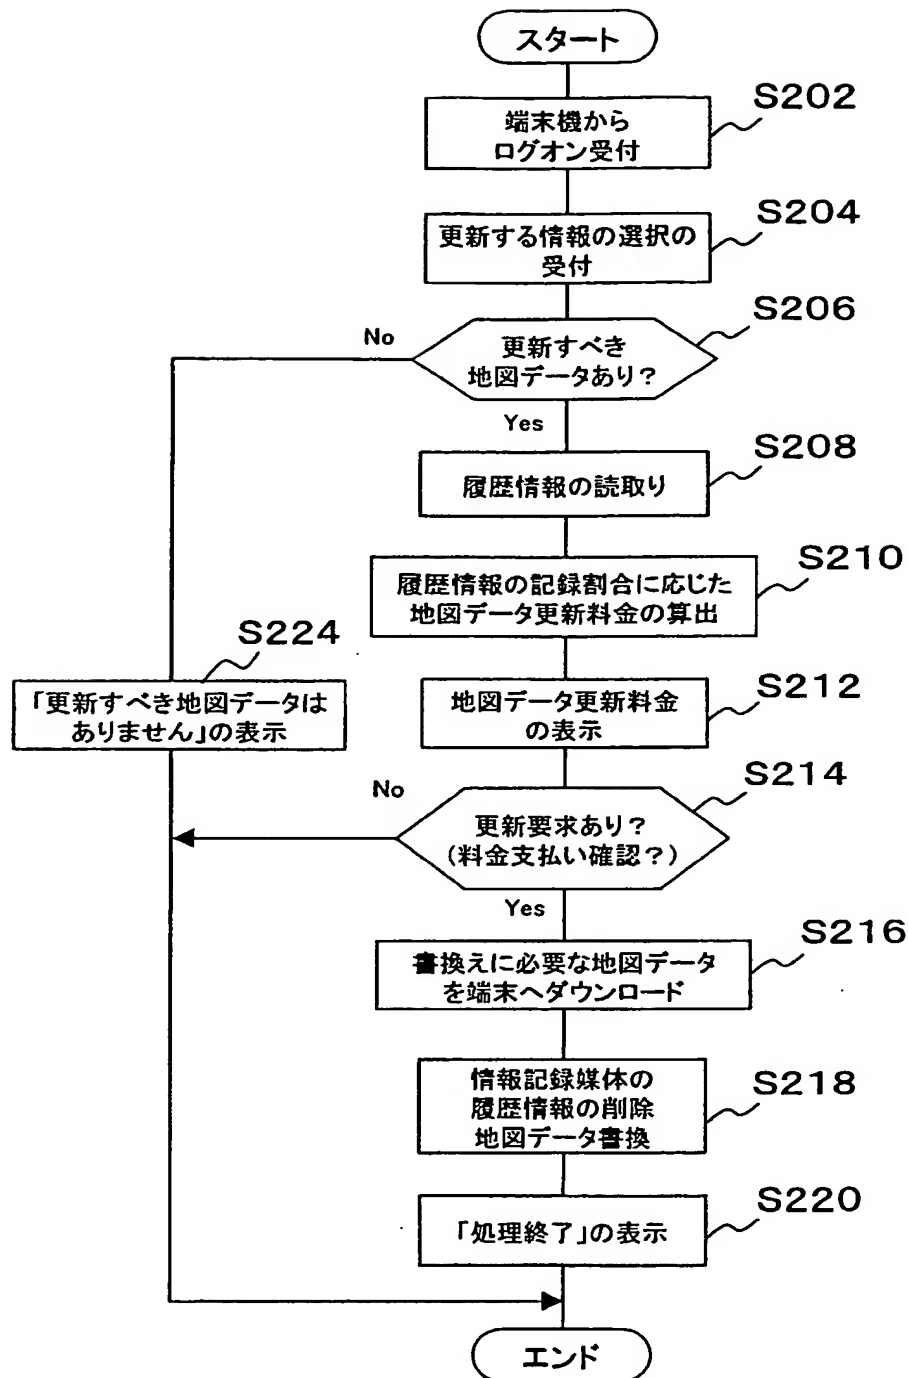 スタート
S202
端末機から
ログオン受付
S204
更新する情報の選択の
受付
S206
No
更新すべき
地図データあり?
Yes
S208
履歴情報の読取り
S210
履歴情報の記録割合に応じた
地図データ更新料金の算出
S224
「更新すべき地図データは
ありません」の表示
S212
地図データ更新料金
の表示
S214
No
更新要求あり?
(料金支払い確認?)
Yes
S216
書換えに必要な地図データ
を端末へダウンロード
S218
情報記録媒体の
履歴情報の削除
地図データ書換
S220
「処理終了」の表示
エンド